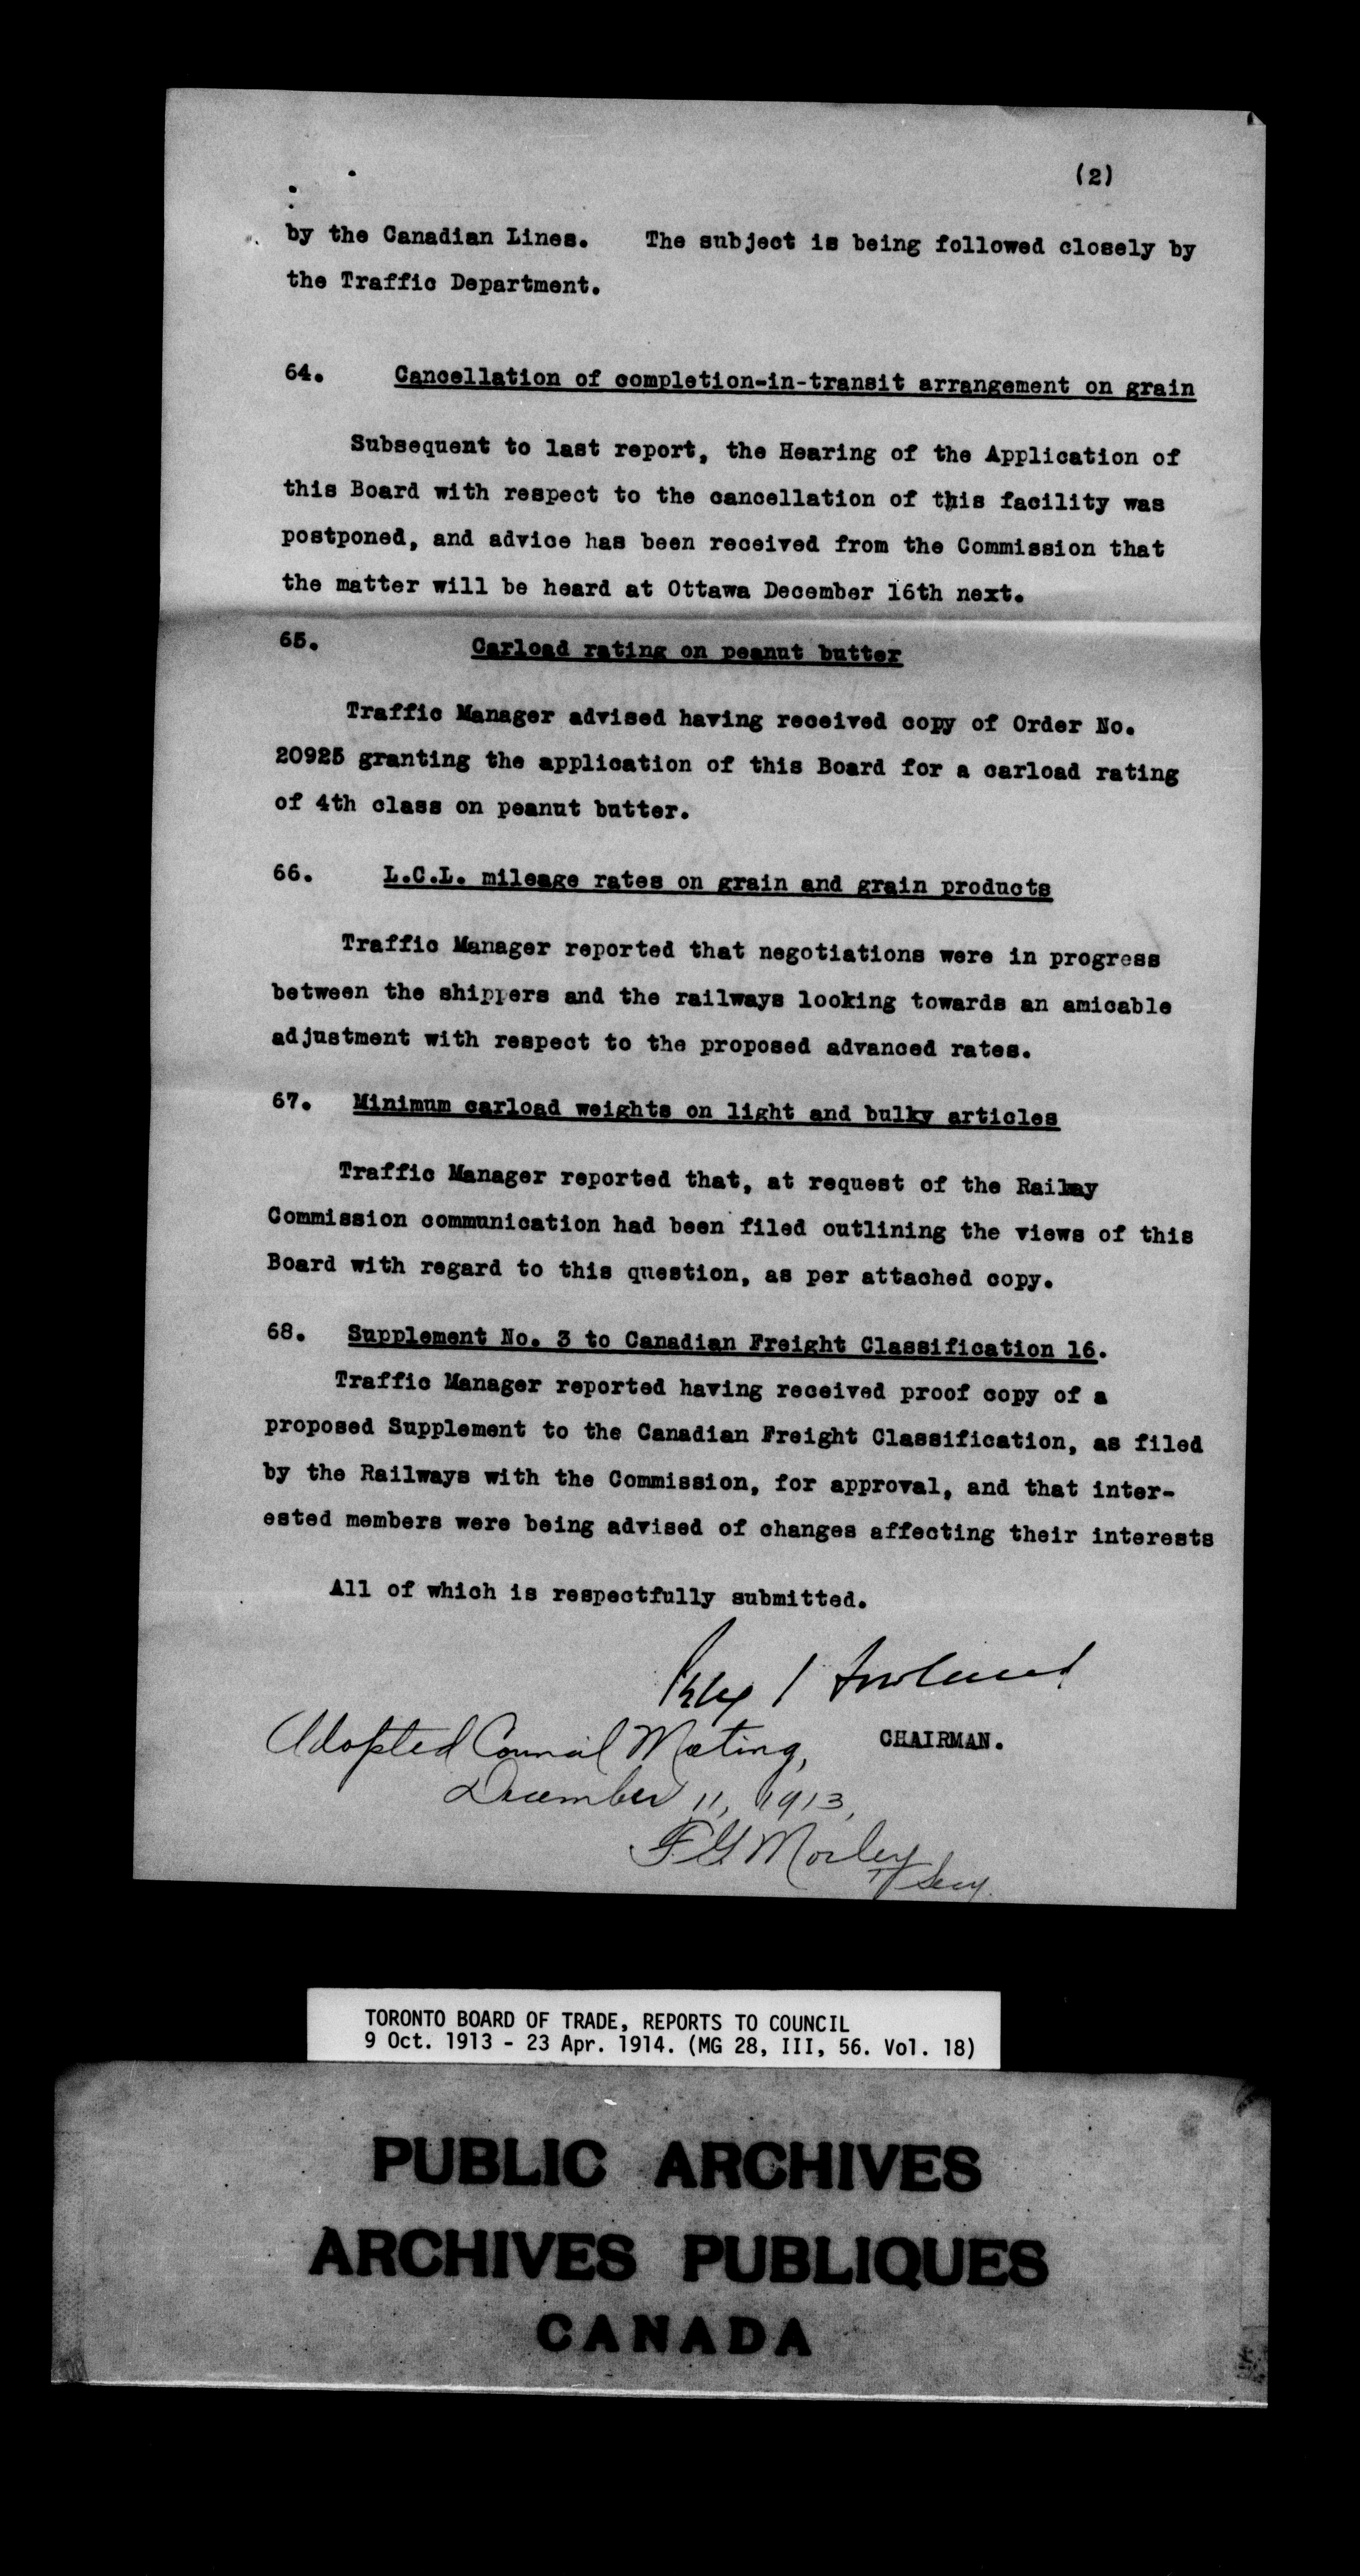 (2)
by the Canadian Lines. The subject is being followed closely by
the Traffic Department.
64. Cancellation of completion-in-transit arrangement on grain
Subsequent to last report, the Hearing of the Application of
this Board with respect to the cancellation of this facility was
postponed, and advice has been received from the Commission that
the matter will be heard at Ottawa December 16th next.
65. Carload rating on peanut butter
Traffic Manager advised having received copy of Order No.
20925 granting the application of this Board for a carload rating
of 4th class on peanut butter.
66. L.C.L. mileage rates on grain and grain products
Traffic Manager reported that negotiations were in progress
between the shippers and the railways looking towards an amicable
adjustment with respect to the proposed advanced rates.
67. Minimum carload weights on light and bulky articles
Traffic Manager reported that, at request of the Railway
Commission communication had been filed outlining the views of this
Board with regard to this question, as per attached copy.
68. Supplement No. 3 to Canadian Freight Classification 16.
Traffic Manager reported having received proof copy of a
proposed Supplement to the Canadian Freight Classification, as filed
by the Railways with the Commission, for approval, and that inter-
ested members were being advised of changes affecting their interests
All of which is respectfully submitted.
CHAIRMAN.
Adopted Council Meeting,
December 11, 1913,
F G Morley
Secy.
TORONTO BOARD OF TRADE, REPORTS TO COUNCIL
9 Oct. 1913 - 23 Apr. 1914. (MG 28, III, 56. Vol. 18)
PUBLIC ARCHIVES
ARCHIVES PUBLIQUES
CANADA